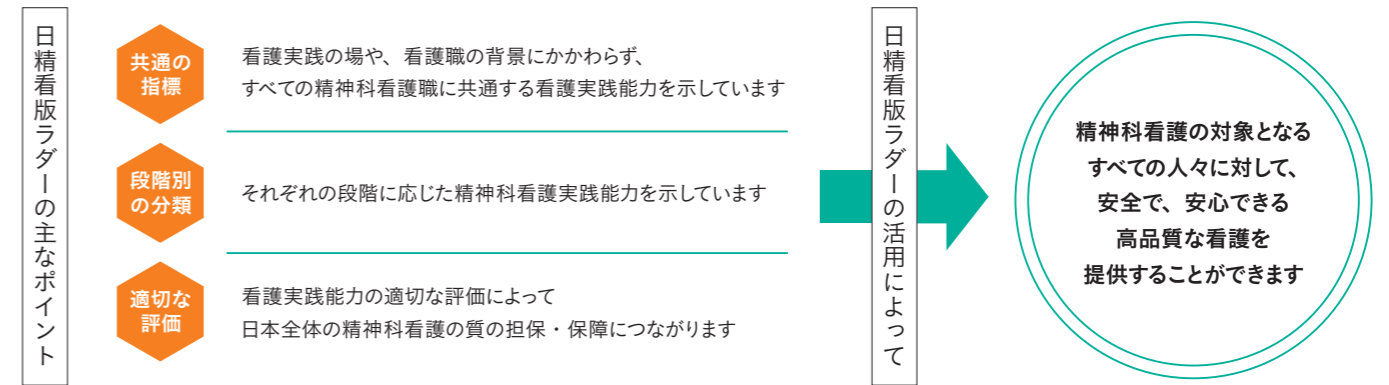 日精看版ラダーの主なポイント
共通の
指標
看護実践の場や、看護職の背景にかかわらず、
すべての精神科看護職に共通する看護実践能力を示しています
段階別
の分類
それぞれの段階に応じた精神科看護実践能力を示しています
適切な
評価
看護実践能力の適切な評価によって
日本全体の精神科看護の質の担保・保障につながります
日精看版ラダーの活用によって
精神科看護の対象となる
すべての人々に対して、
安全で、安心できる
高品質な看護を
提供することができます